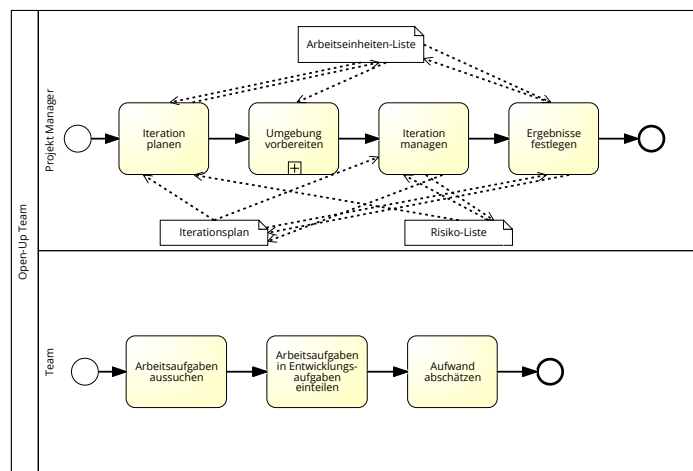 Open-Up Team
Projekt Manager
Arbeitseinheiten-Liste
Iteration
planen
Umgebung
vorbereiten
Iteration
managen
Ergebnisse
festlegen
Iterationsplan
Risiko-Liste
Team
Arbeitsaufgaben
aussuchen
Arbeitsaufgaben
in Entwicklungs-
aufgaben
einteilen
Aufwand
abschätzen